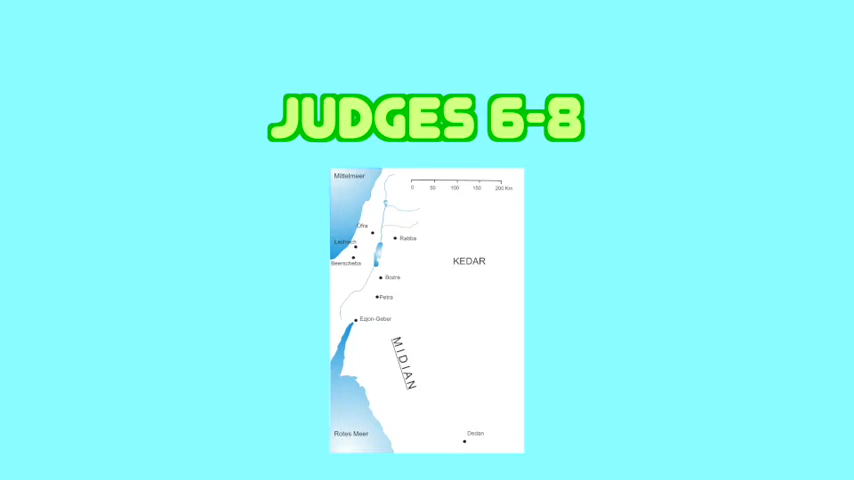 JUDGES 6-8
Mittelmeer
0 50 100 150 200 Km
Ofra
Rabba
Lachisch
KEDAR
Beerscheba
Bozra
Petra
Ezjon-Geber
MIDIAN
Rotes Meer
Dedan